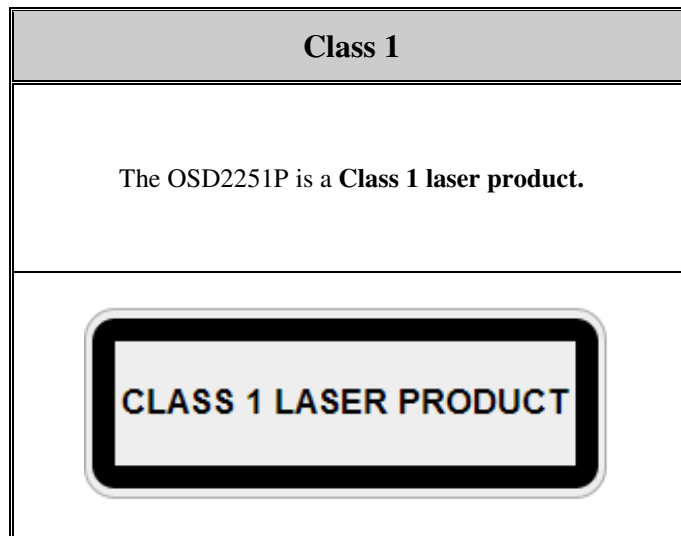 Class 1
The OSD2251P is a Class 1 laser product.
CLASS 1 LASER PRODUCT